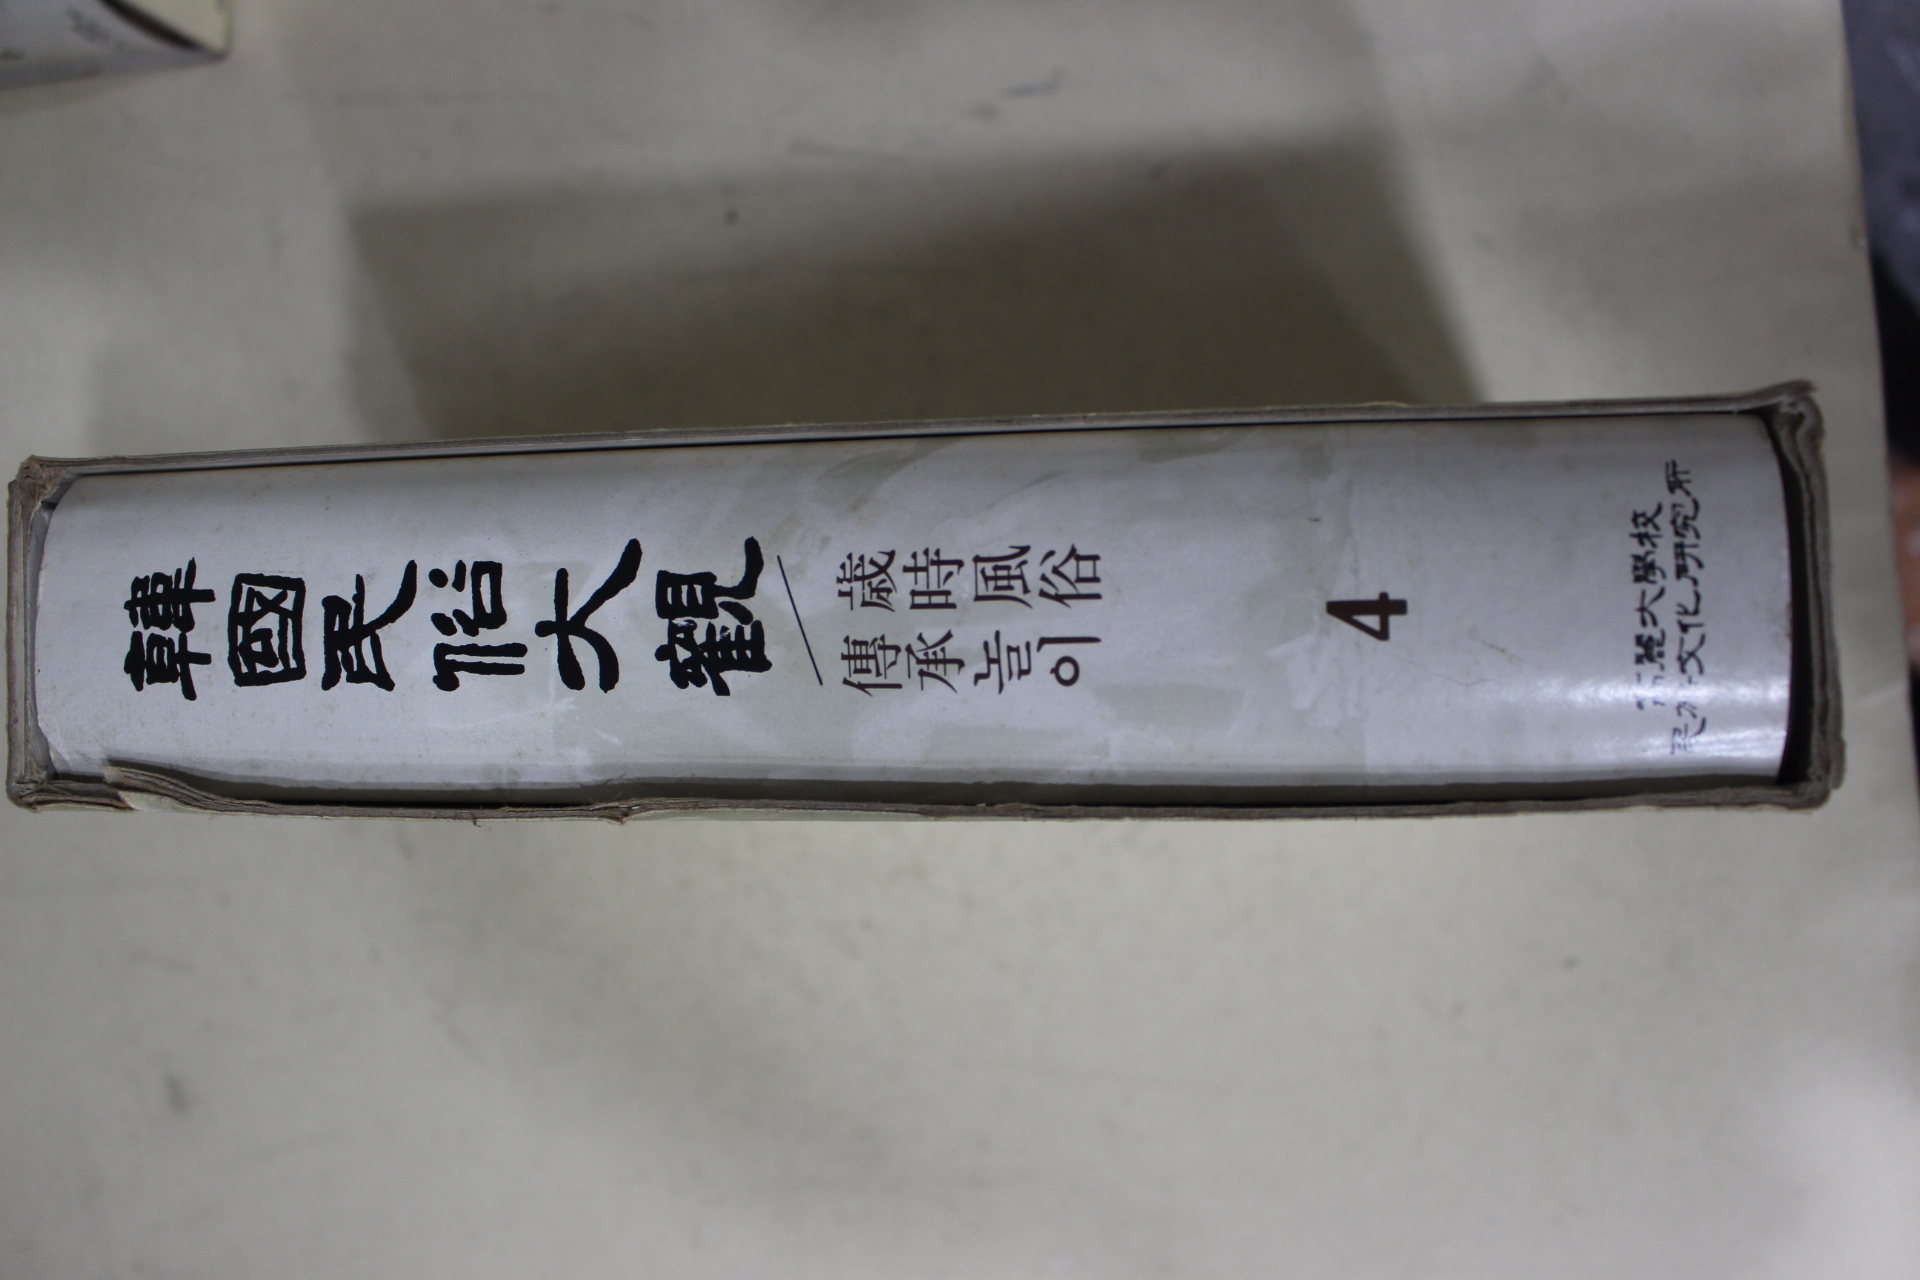 韓國民俗大觀
歲時風俗
傳承놀이
4
高麗大學校
民族文化硏究所